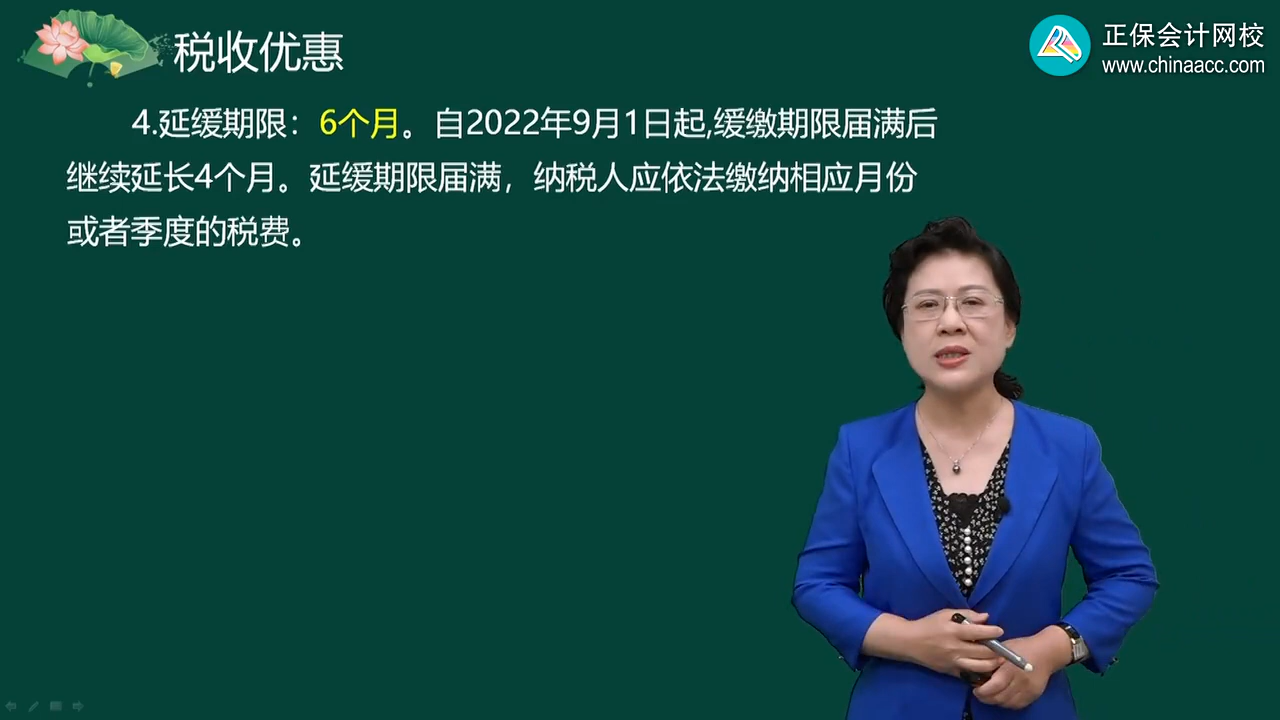 税收优惠
正保会计网校
www.chinaacc.com
4.延缓期限：6个月。自2022年9月1日起,缓缴期限届满后
继续延长4个月。延缓期限届满，纳税人应依法缴纳相应月份
或者季度的税费。